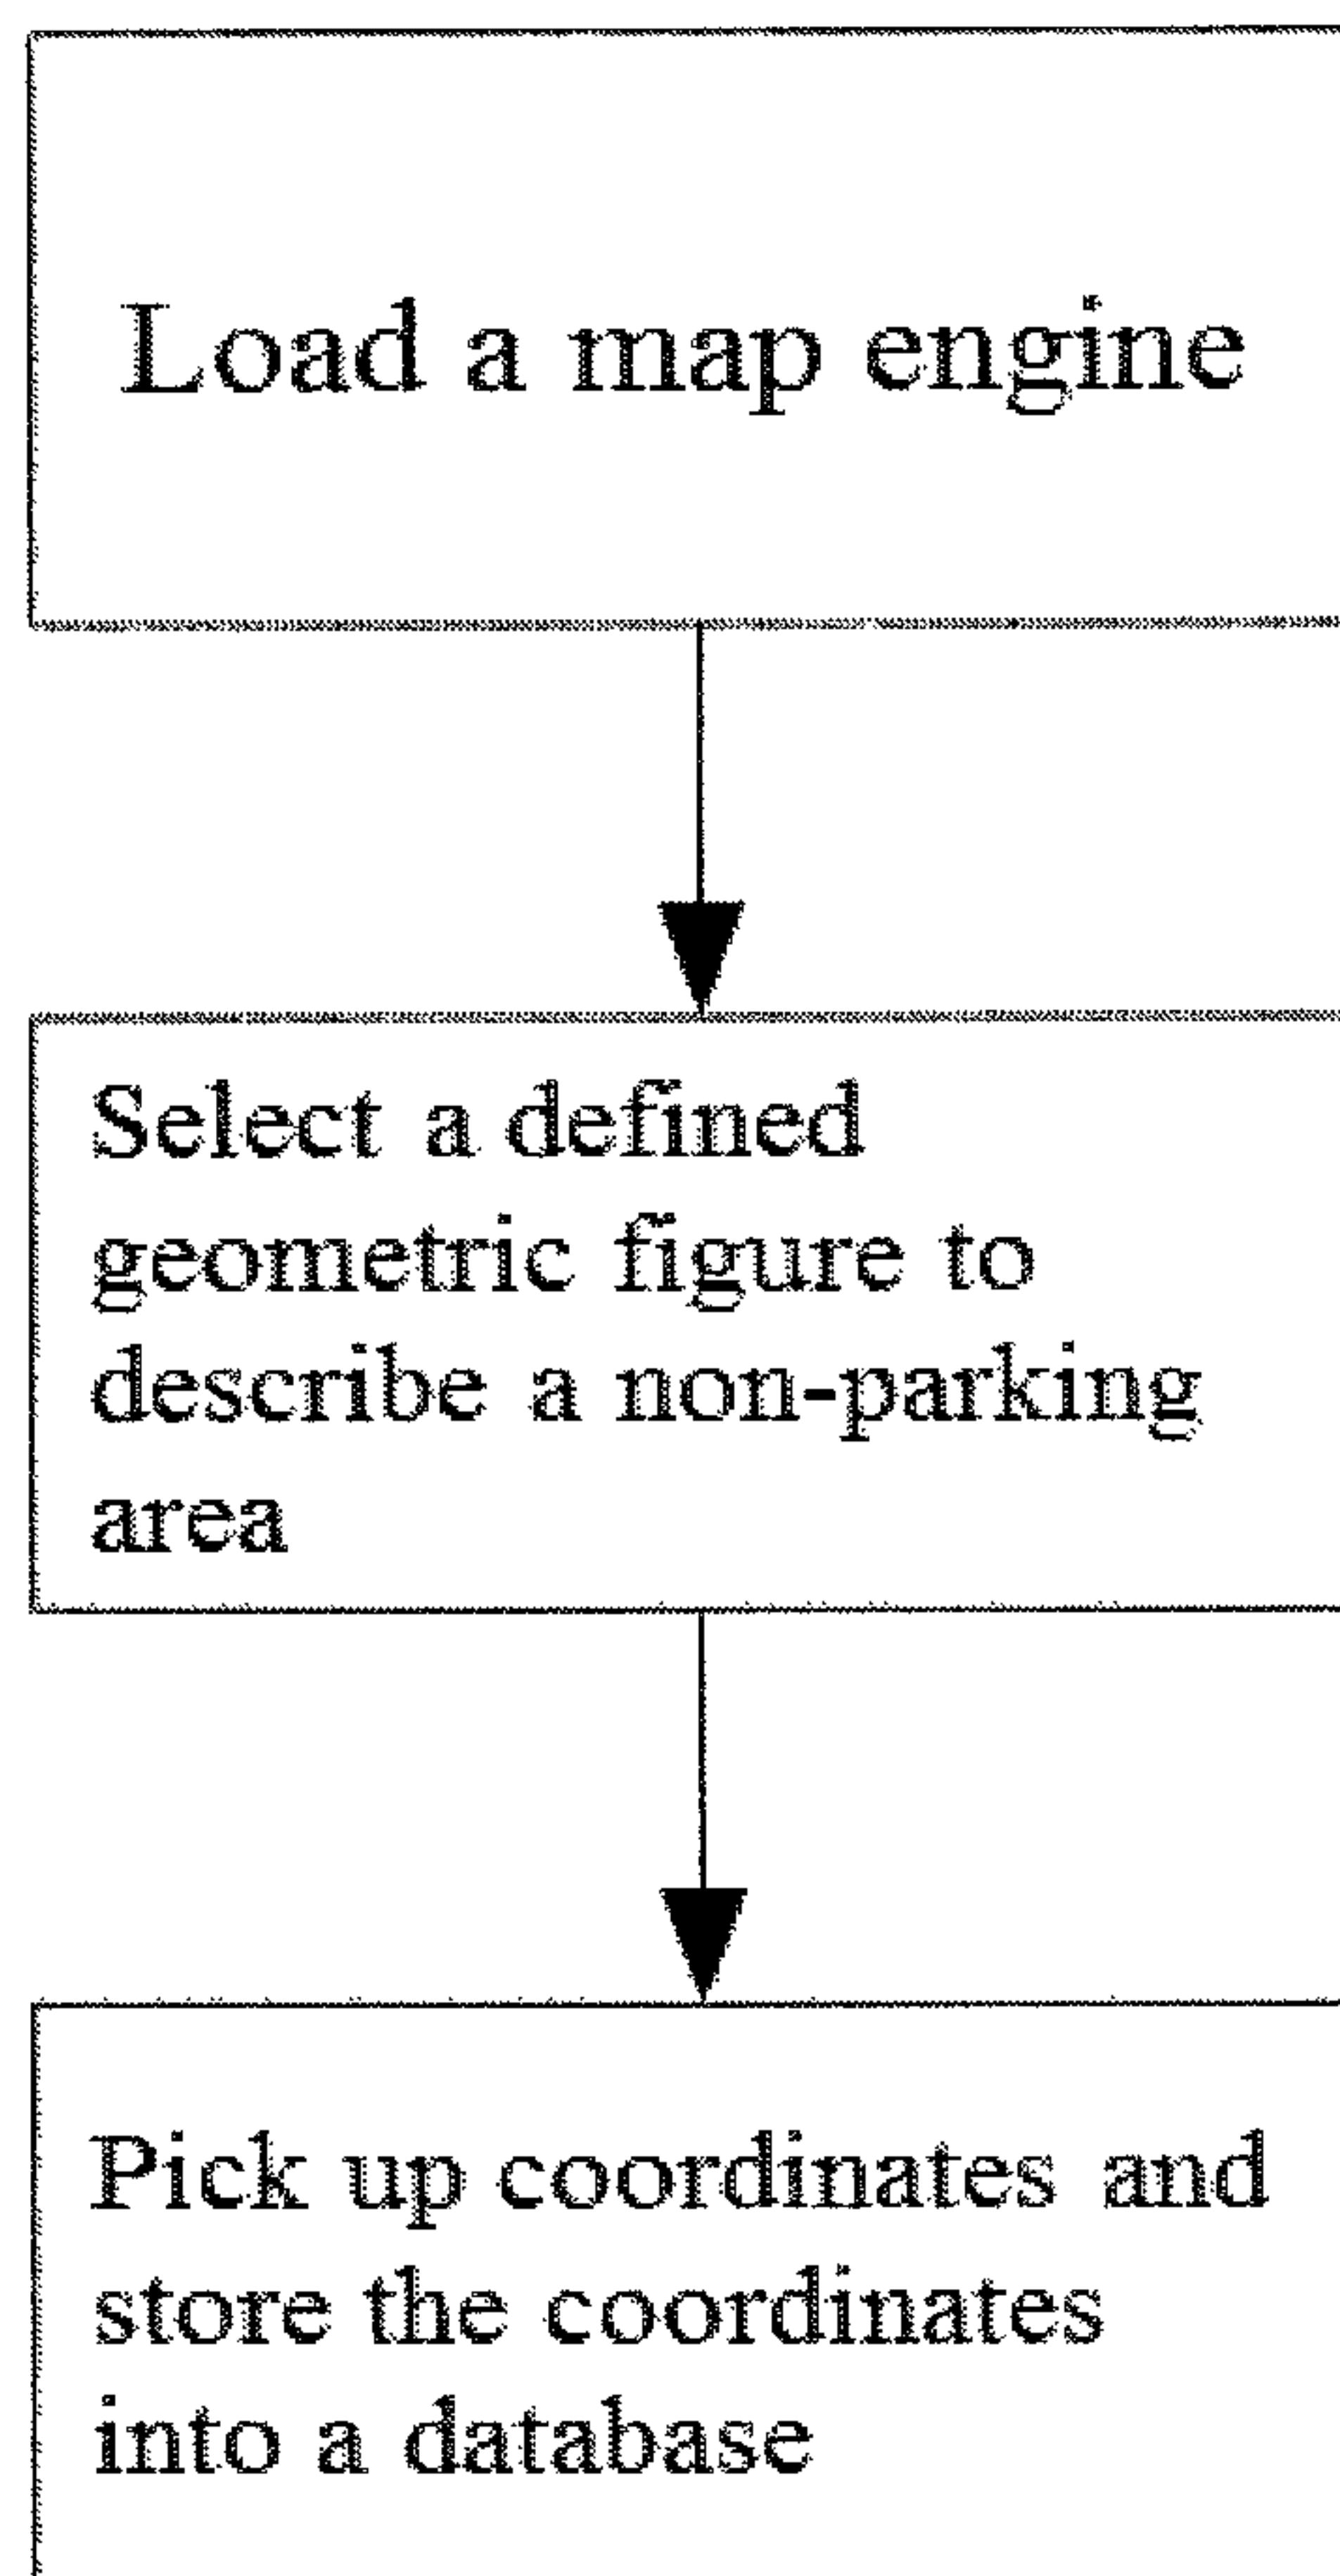 Load a map engine
Select a defined
geometric figure to
describe a non-parking
area
Pick up coordinates and
store the coordinates
into a database